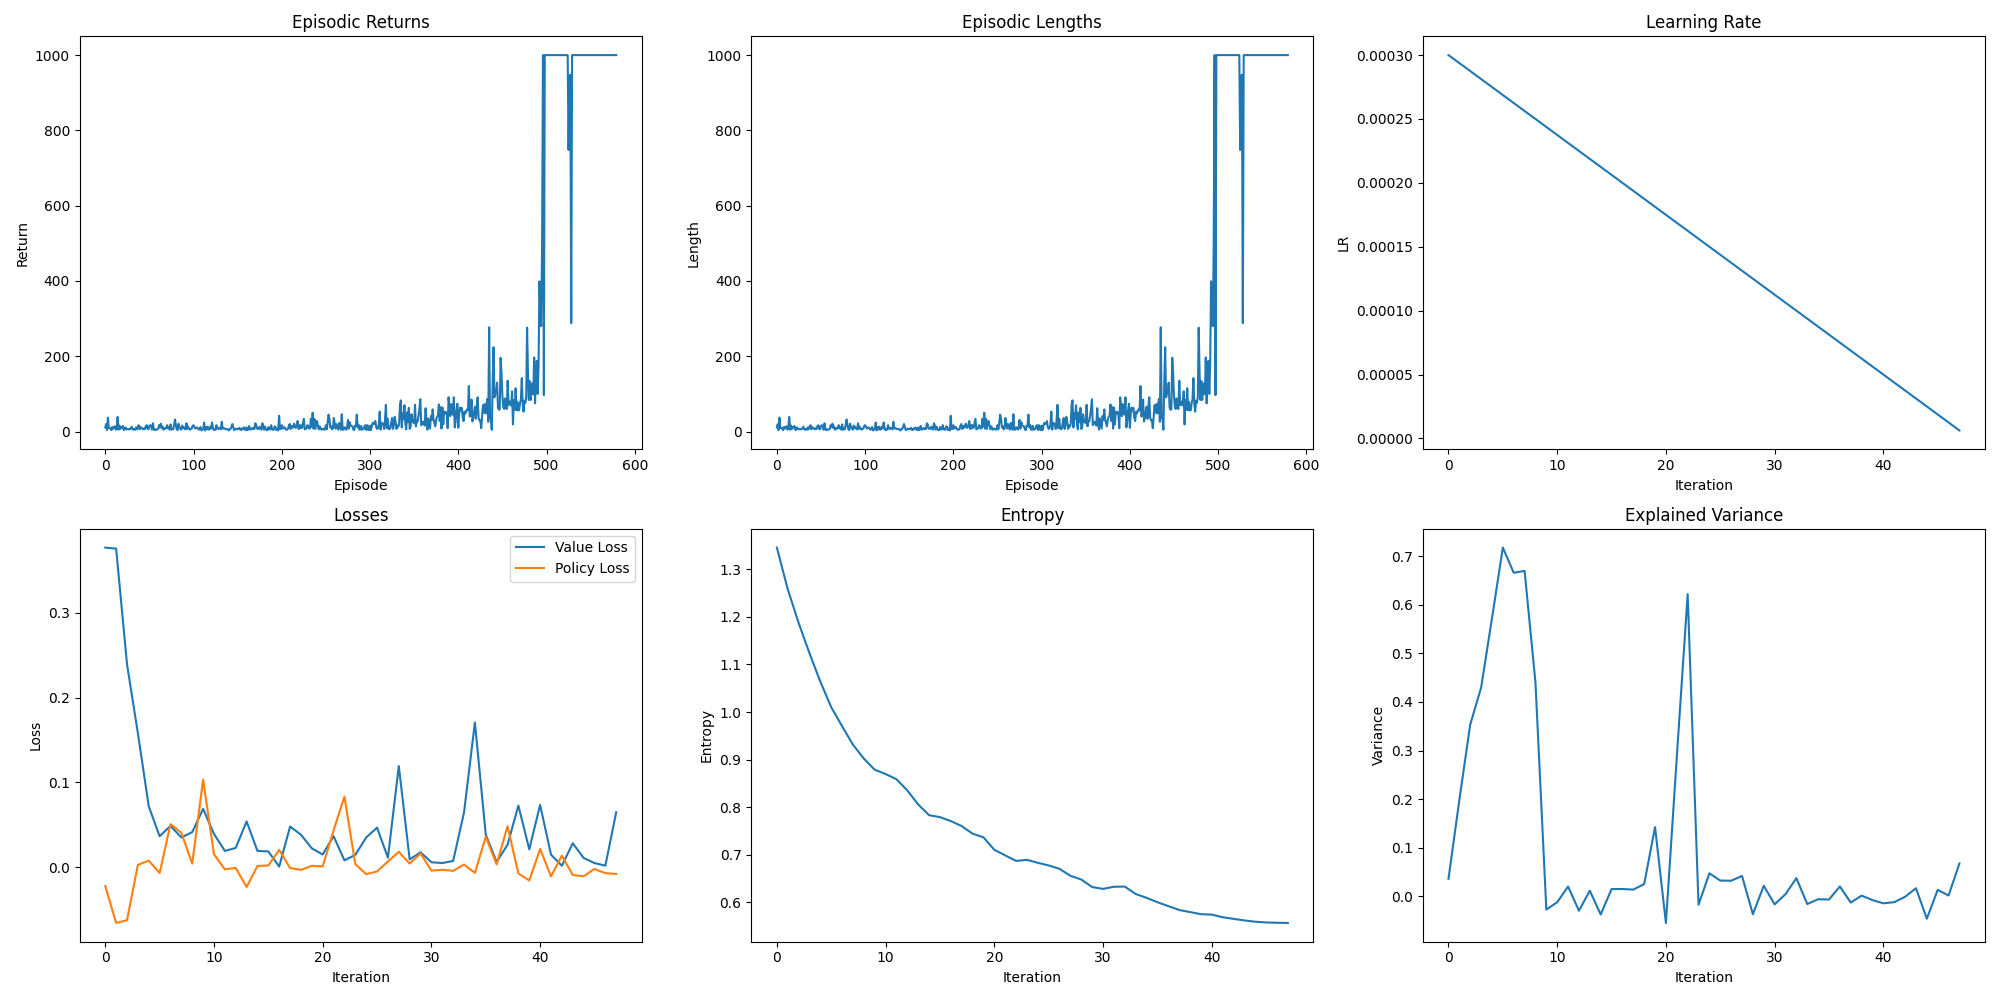 Episodic Returns
1000
800
600
400
200
0
Return
0 100 200 300 400 500 600
Episode
Episodic Lengths
1000
800
600
400
200
0
Length
0 100 200 300 400 500 600
Episode
Learning Rate
0.00030
0.00025
0.00020
0.00015
0.00010
0.00005
0.00000
LR
0 10 20 30 40
Iteration
Losses
Value Loss
Policy Loss
0.3
0.2
0.1
0.0
Loss
0 10 20 30 40
Iteration
Entropy
1.3
1.2
1.1
1.0
0.9
0.8
0.7
0.6
Entropy
0 10 20 30 40
Iteration
Explained Variance
0.7
0.6
0.5
0.4
0.3
0.2
0.1
0.0
Variance
0 10 20 30 40
Iteration